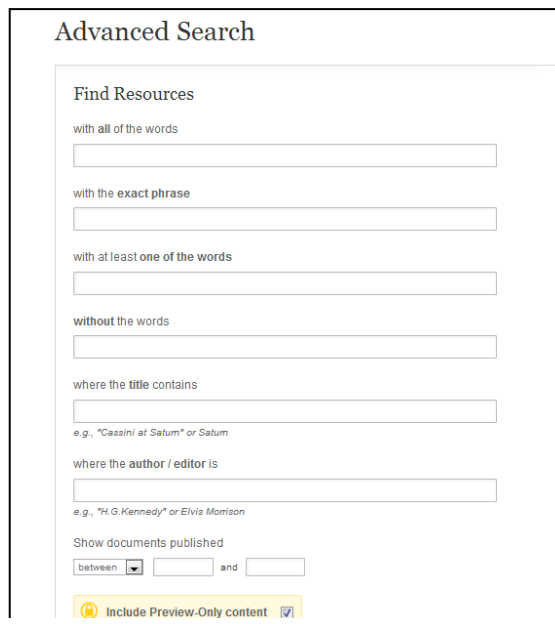 Advanced Search
Find Resources
with all of the words
with the exact phrase
with at least one of the words
without the words
where the title contains
e.g., "Cassini at Saturn" or Saturn
where the author / editor is
e.g., "H.G.Kennedy" or Elvis Morrison
Show documents published
between and
Include Preview-Only content